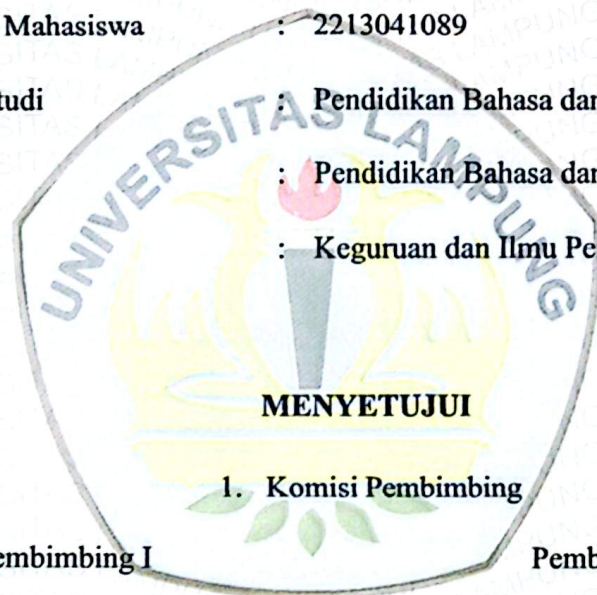 Mahasiswa : 2213041089
tudi : Pendidikan Bahasa dan
: Pendidikan Bahasa dan
: Keguruan dan Ilmu Pe
UNIVERSITAS LAMPUNG
MENYETUJUI
1. Komisi Pembimbing
embimbing I Pemb